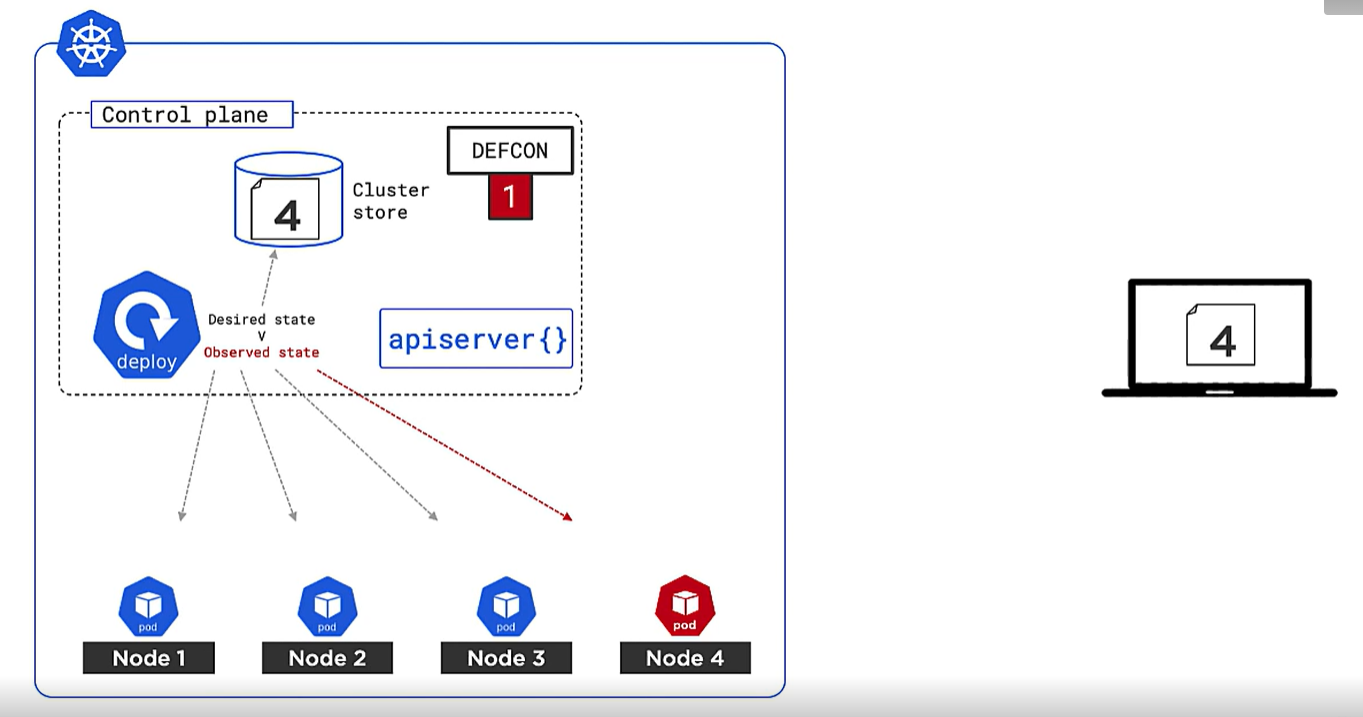 Control plane
DEFCON
1
4
Cluster
store
deploy
Desired state
v
Observed state
apiserver{}
4
pod
pod
pod
pod
Node 1
Node 2
Node 3
Node 4